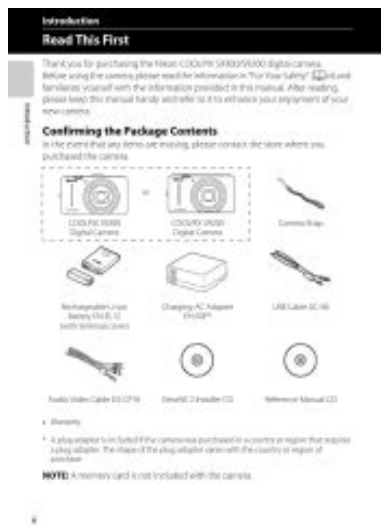 Introduction
Read This First
Thank you for purchasing the Nikon COOLPIX S9300/S9200 digital camera.
Before using the camera, please read the information in "For Your Safety" and
familiarize yourself with the information provided in this manual. After reading,
please keep this manual handy and refer to it to enhance your enjoyment of your
new camera.
Introduction
Confirming the Package Contents
In the event that any items are missing, please contact the store where you
purchased the camera.
or
COOLPIX S9300
Digital Camera
COOLPIX S9200
Digital Camera
Camera Strap
Rechargeable Li-ion
Battery EN-EL12
(with terminal cover)
Charging AC Adapter
USB Cable
Audio Video Cable
ViewNX 2 Installer CD
Reference Manual CD
• Warranty
* A plug adapter is included if the camera was purchased in a country or region that requires
a plug adapter. The shape of the plug adapter varies with the country or region of
purchase.
NOTE: A memory card is not included with the camera.